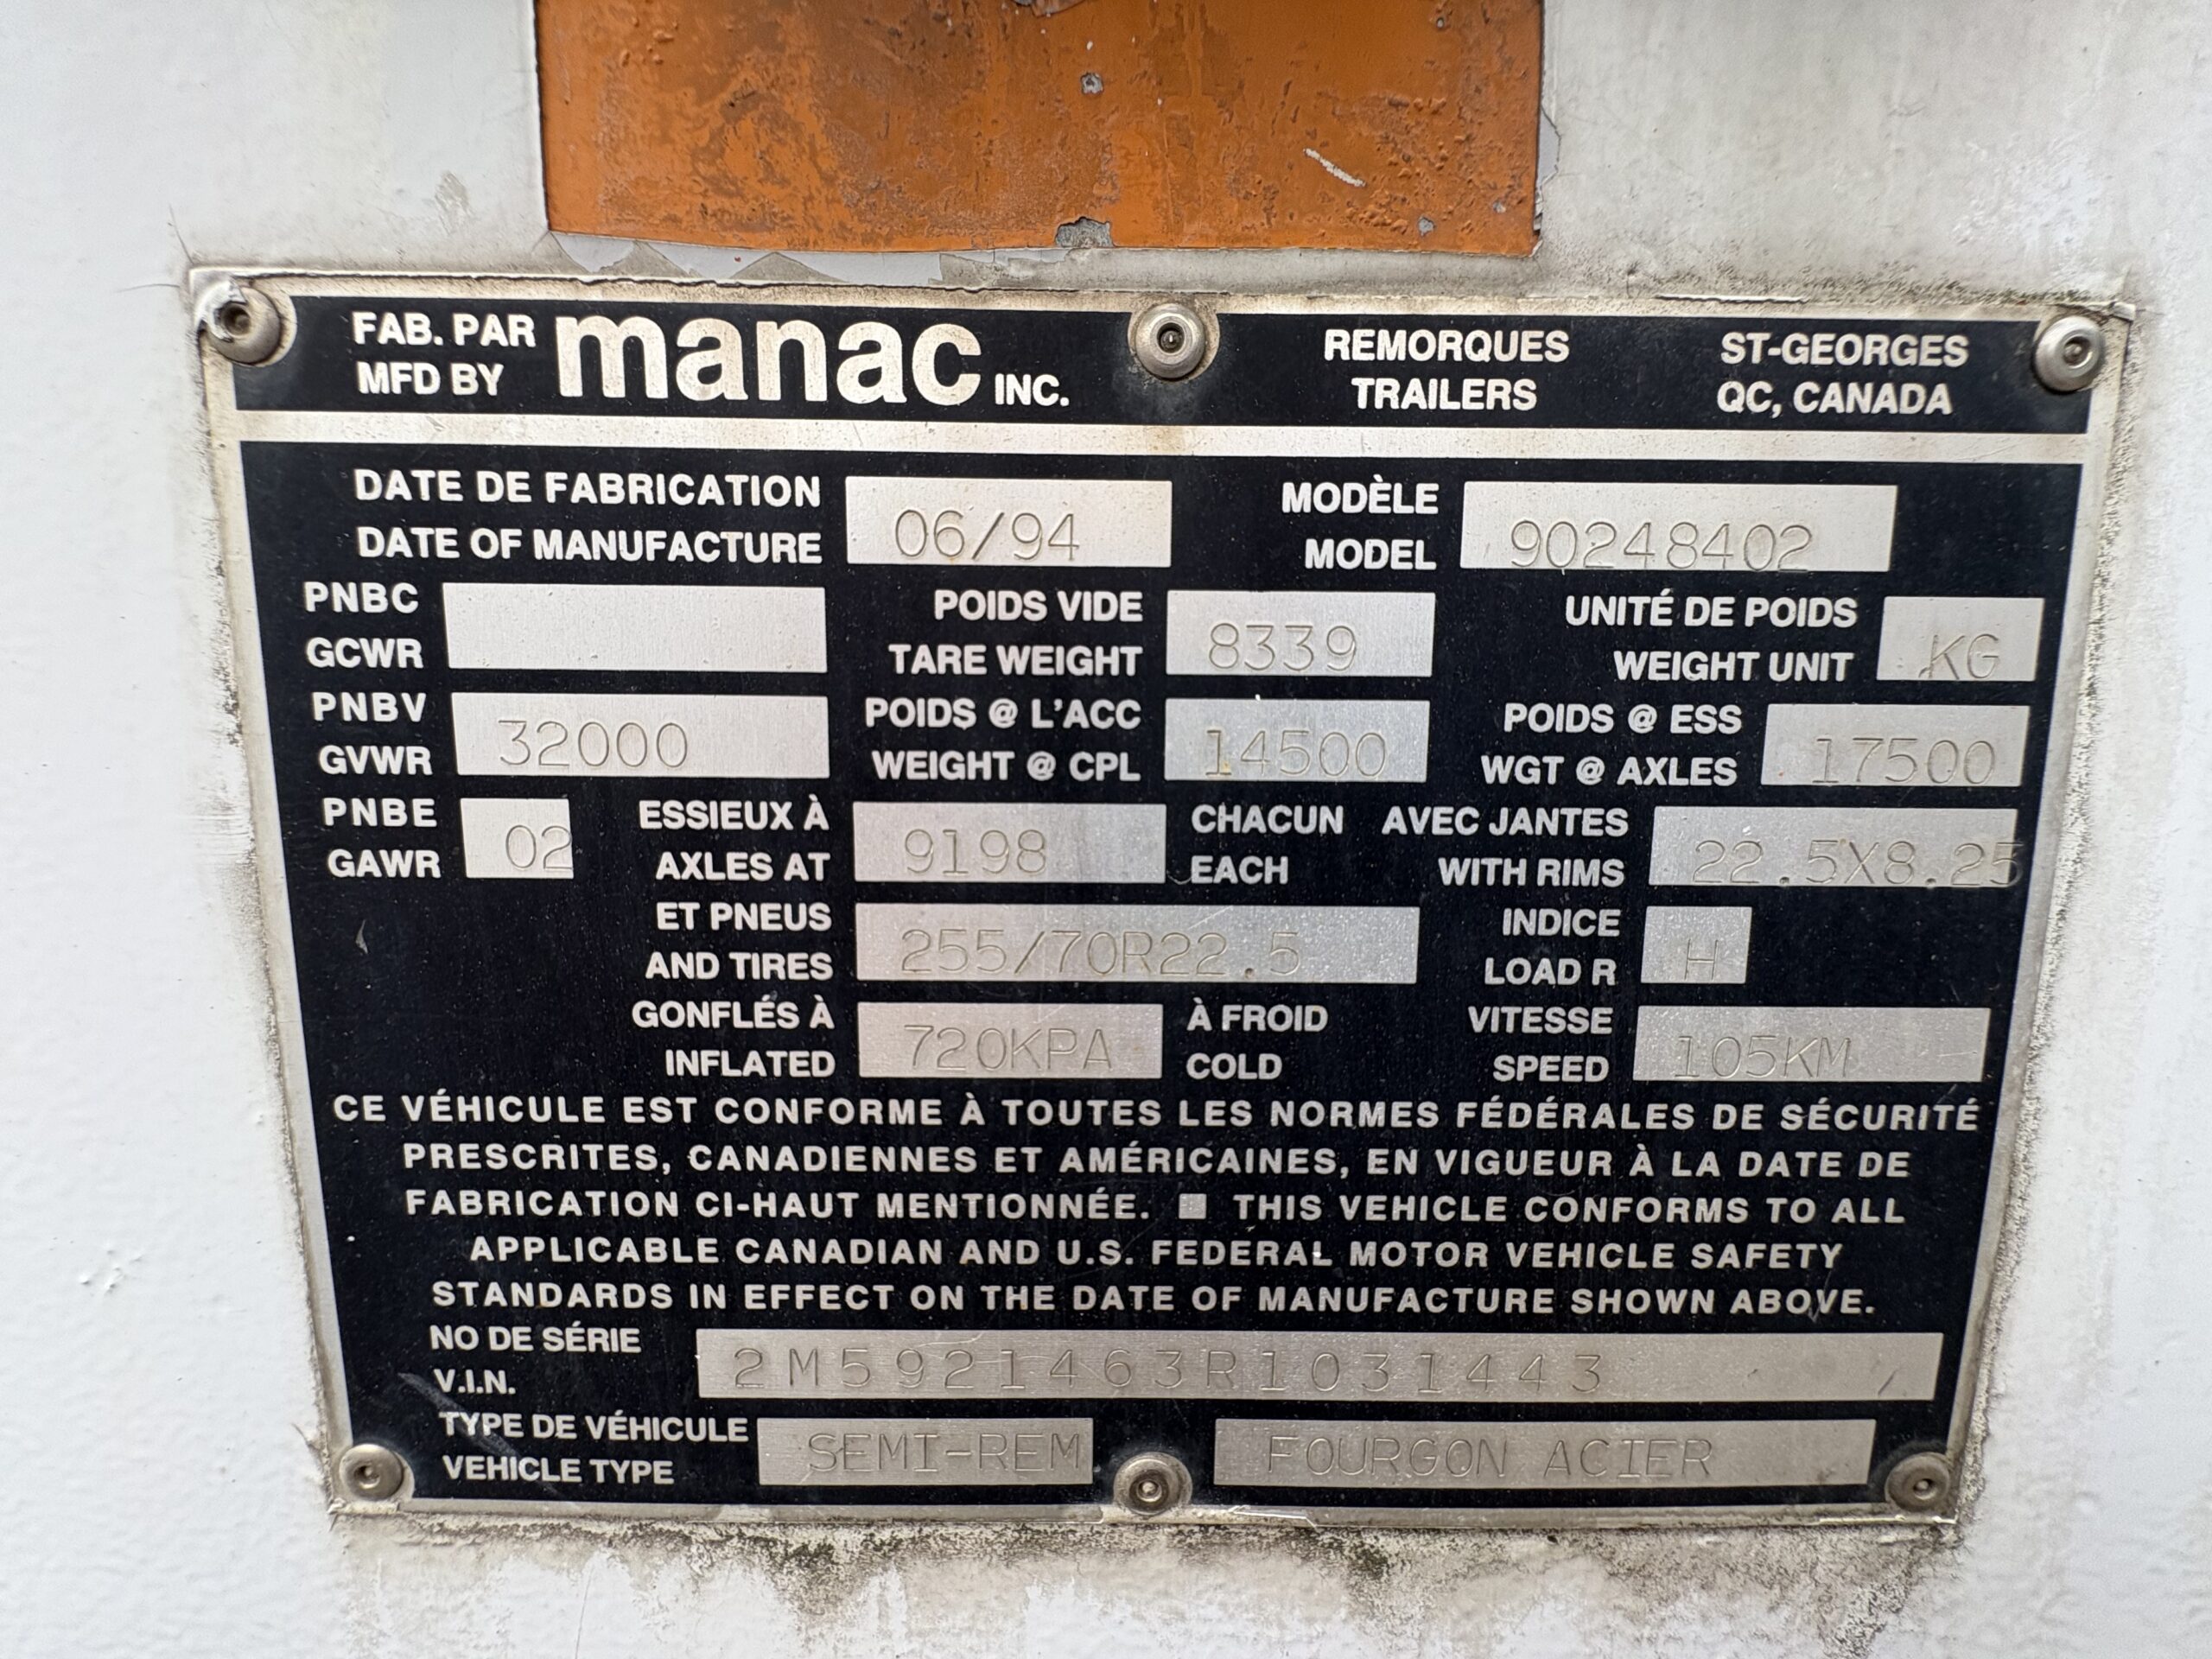 FAB. PAR
MFD BY
manac INC.
REMORQUES
TRAILERS
ST-GEORGES
QC, CANADA
DATE DE FABRICATION
DATE OF MANUFACTURE
06/94
MODÈLE
MODEL
90248402
PNBC
GCWR
POIDS VIDE
TARE WEIGHT
8339
UNITÉ DE POIDS
WEIGHT UNIT
KG
PNBV
GVWR
32000
POIDS @ L'ACC
WEIGHT @ CPL
14500
POIDS @ ESS
WGT @ AXLES
17500
PNBE
GAWR
02
ESSIEUX À
AXLES AT
9198
CHACUN
EACH
AVEC JANTES
WITH RIMS
22.5X8.25
ET PNEUS
AND TIRES
255/70R22.5
INDICE
LOAD R
H
GONFLÉS À
INFLATED
720KPA
À FROID
COLD
VITESSE
SPEED
105KM
CE VÉHICULE EST CONFORME À TOUTES LES NORMES FÉDÉRALES DE SÉCURITÉ
PRESCRITES, CANADIENNES ET AMÉRICAINES, EN VIGUEUR À LA DATE DE
FABRICATION CI-HAUT MENTIONNÉE. ■ THIS VEHICLE CONFORMS TO ALL
APPLICABLE CANADIAN AND U.S. FEDERAL MOTOR VEHICLE SAFETY
STANDARDS IN EFFECT ON THE DATE OF MANUFACTURE SHOWN ABOVE.
NO DE SÉRIE
V.I.N.
2M5921463R1031443
TYPE DE VÉHICULE
VEHICLE TYPE
SEMI-REM
FOURGON ACIER